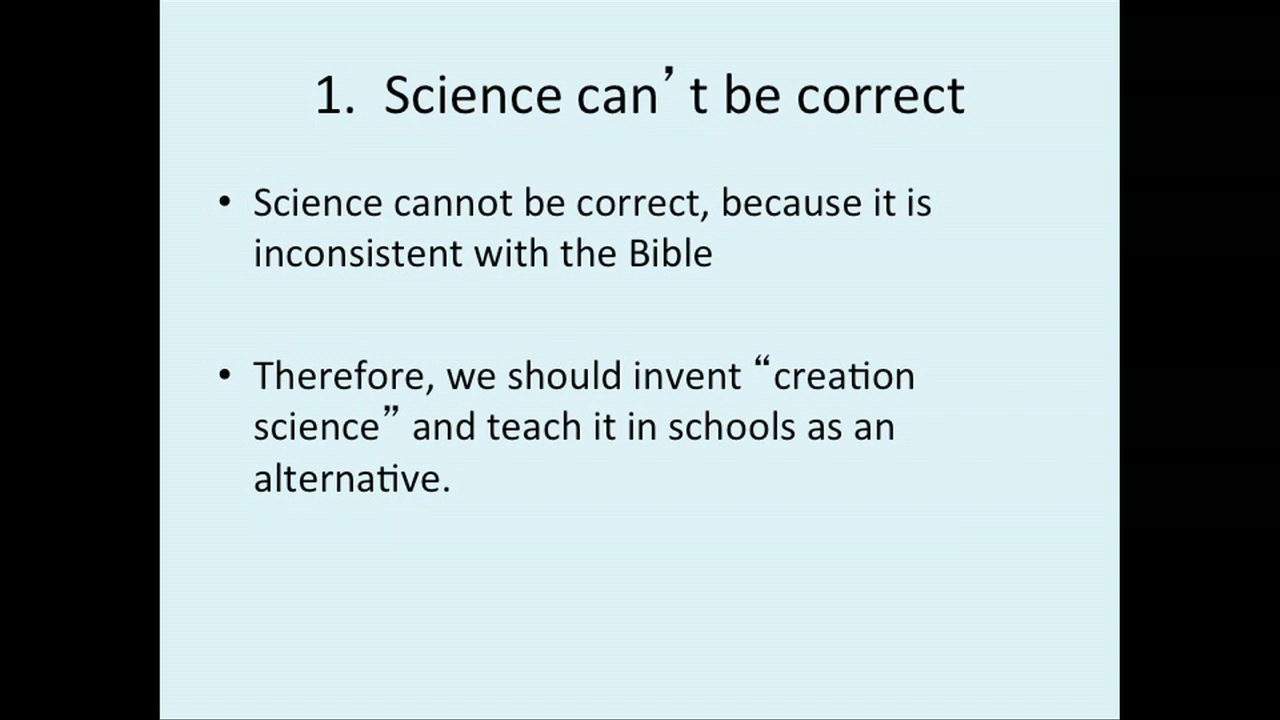 1. Science can’t be correct
• Science cannot be correct, because it is
inconsistent with the Bible
• Therefore, we should invent “creation
science” and teach it in schools as an
alternative.